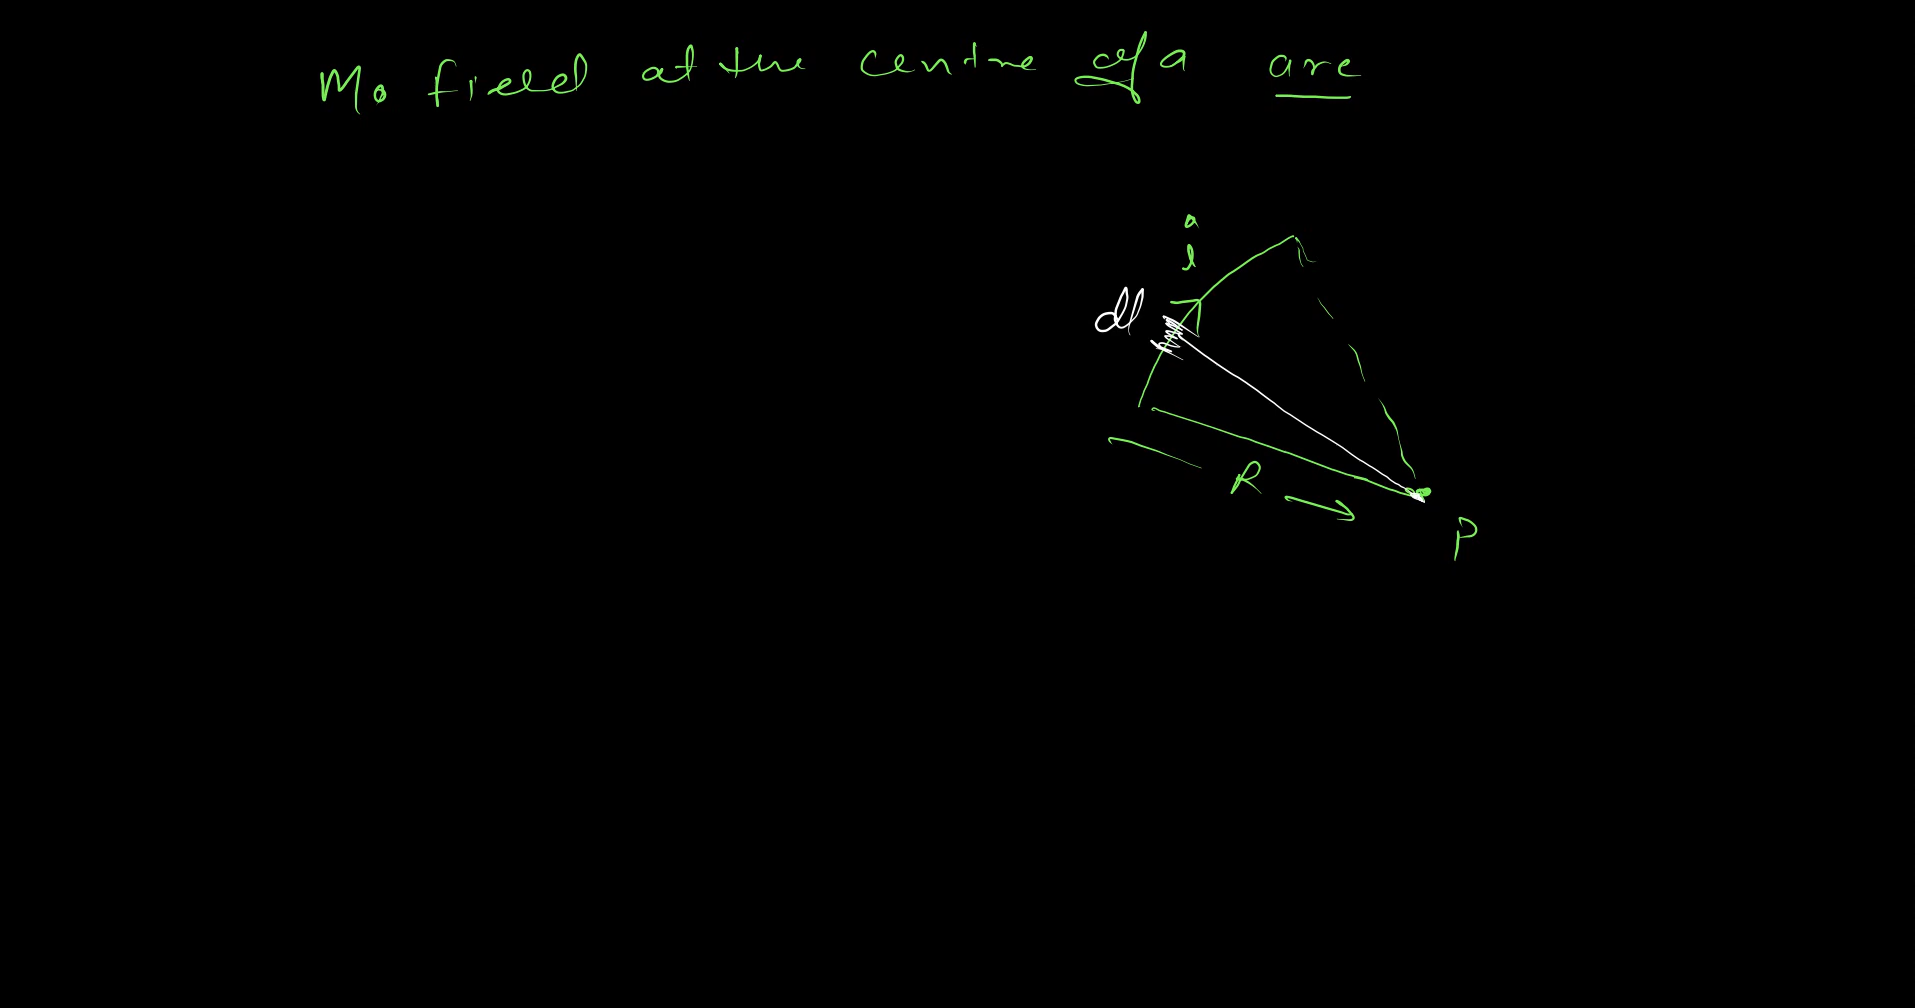 Mo field at the centre of a arc
i
dl
R
P